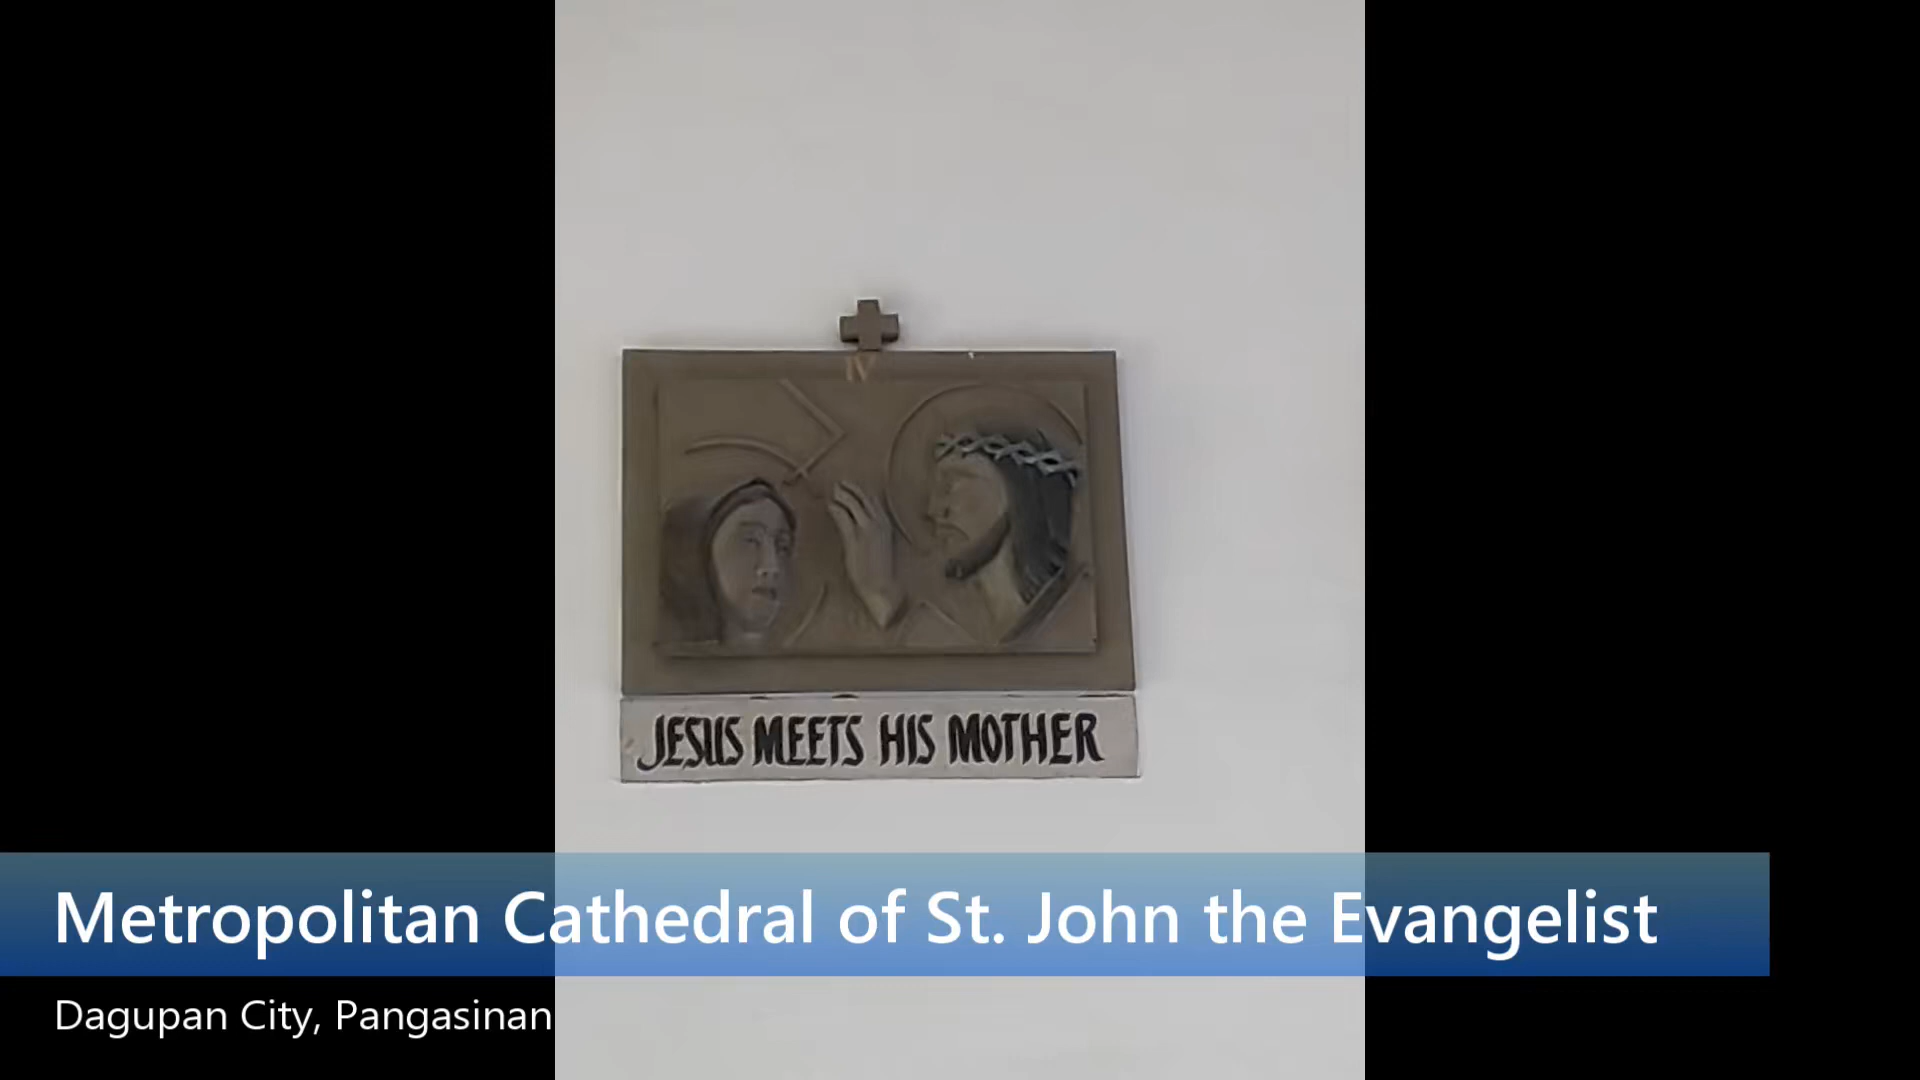 IV
JESUS MEETS HIS MOTHER
Metropolitan Cathedral of St. John the Evangelist
Dagupan City, Pangasinan